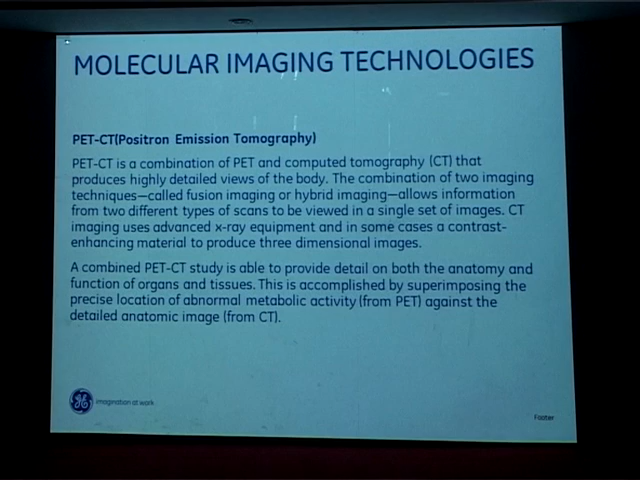 MOLECULAR IMAGING TECHNOLOGIES
PET-CT(Positron Emission Tomography)
PET-CT is a combination of PET and computed tomography (CT) that
produces highly detailed views of the body. The combination of two imaging
techniques—called fusion imaging or hybrid imaging—allows information
from two different types of scans to be viewed in a single set of images. CT
imaging uses advanced x-ray equipment and in some cases a contrast-
enhancing material to produce three dimensional images.
A combined PET-CT study is able to provide detail on both the anatomy and
function of organs and tissues. This is accomplished by superimposing the
precise location of abnormal metabolic activity (from PET) against the
detailed anatomic image (from CT).
GE imagination at work
Footer